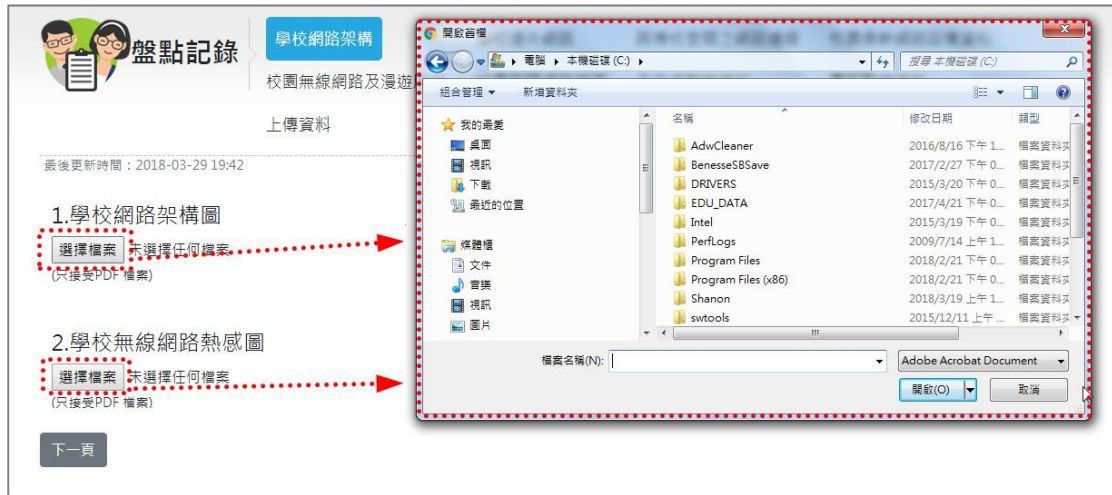 盤點記錄
學校網路架構
校園無線網路及漫遊
上傳資料
最後更新時間：2018-03-29 19:42
1.學校網路架構圖
選擇檔案 未選擇任何檔案
(只接受PDF 檔案)
2.學校無線網路熱感圖
選擇檔案 未選擇任何檔案
(只接受PDF 檔案)
下一頁
開啟舊檔
電腦 本機磁碟 (C:) 搜尋 本機磁碟 (C:)
組合管理 新增資料夾
我的最愛
桌面
視訊
下載
最近的位置
媒體櫃
文件
音樂
視訊
圖片
名稱 修改日期 類型
AdwCleaner 2016/8/16 下午 1... 檔案資料夾
BenesseSBSave 2017/2/27 下午 0... 檔案資料夾
DRIVERS 2015/3/20 下午 0... 檔案資料夾
EDU_DATA 2017/4/21 下午 0... 檔案資料夾
Intel 2015/3/19 下午 0... 檔案資料夾
PerfLogs 2009/7/14 上午 1... 檔案資料夾
Program Files 2018/2/21 下午 0... 檔案資料夾
Program Files (x86) 2018/2/21 下午 0... 檔案資料夾
Shanon 2018/3/19 上午 1... 檔案資料夾
swtools 2015/12/11 上午 ... 檔案資料夾
檔案名稱(N): Adobe Acrobat Document
開啟(O) 取消